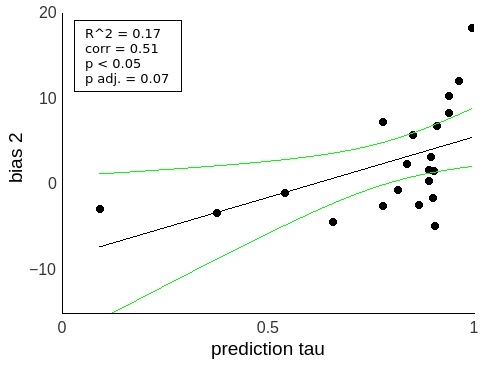 20
R^2 = 0.17
corr = 0.51
p < 0.05
p adj. = 0.07
10
bias 2
0
−10
0
0.5
1
prediction tau